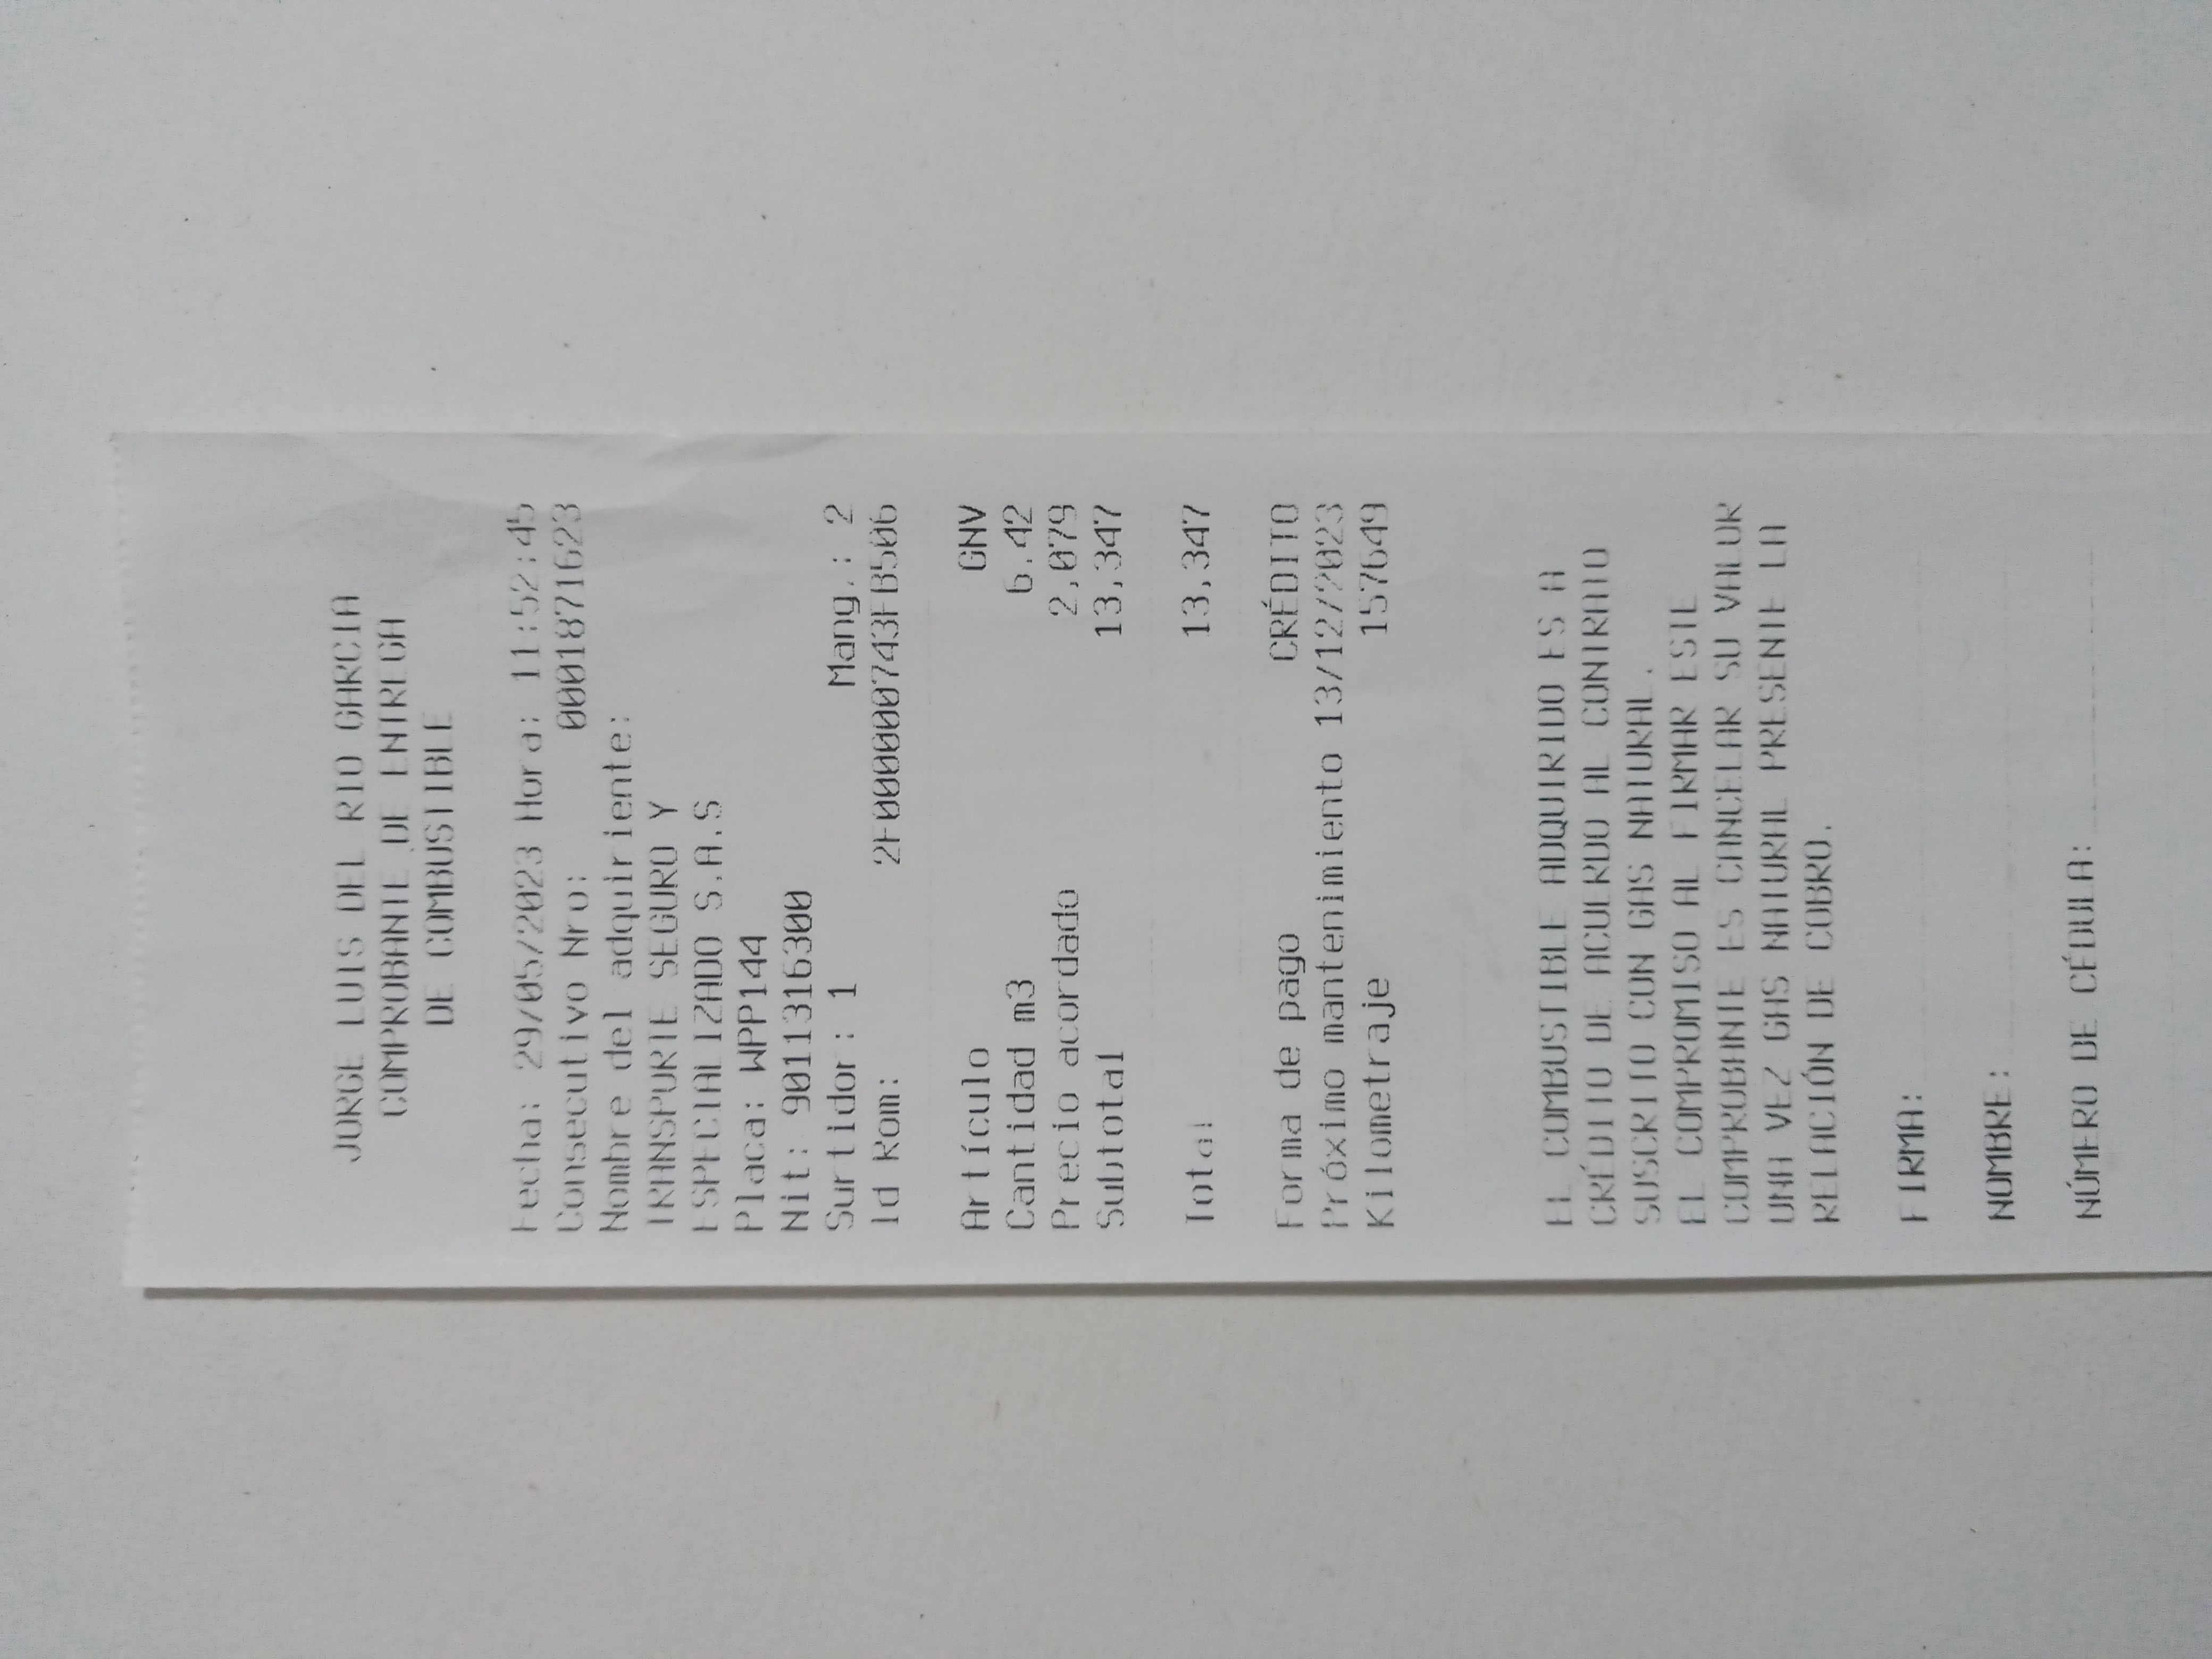 JORGE LUIS DEL RIO GARCIA
COMPROBANTE DE ENTREGA
DE COMBUSTIBLE
Fecha: 29/05/2023 Hora: 11:52:45
Consecutivo Nro: 0001871623
Nombre del adquiriente:
TRANSPORTE SEGURO Y
ESPECIALIZADO S.A.S
Placa: WPP144
Nit: 9011316300
Surtidor: 1 Mang.: 2
Id Rom: 2F00000743FB5506
Artículo GNV
Cantidad m3 6.42
Precio acordado 2,079
Subtotal 13,347
Total 13,347
Forma de pago CRÉDITO
Próximo mantenimiento 13/12/2023
Kilometraje 157649
EL COMBUSTIBLE ADQUIRIDO ES A
CRÉDITO DE ACUERDO AL CONTRATO
SUSCRITO CON GAS NATURAL.
EL COMPROMISO AL FIRMAR ESTE
COMPROBANTE ES CANCELAR SU VALOR
UNA VEZ GAS NATURAL PRESENTE LA
RELACIÓN DE COBRO.
FIRMA:
NOMBRE:
NÚMERO DE CÉDULA: